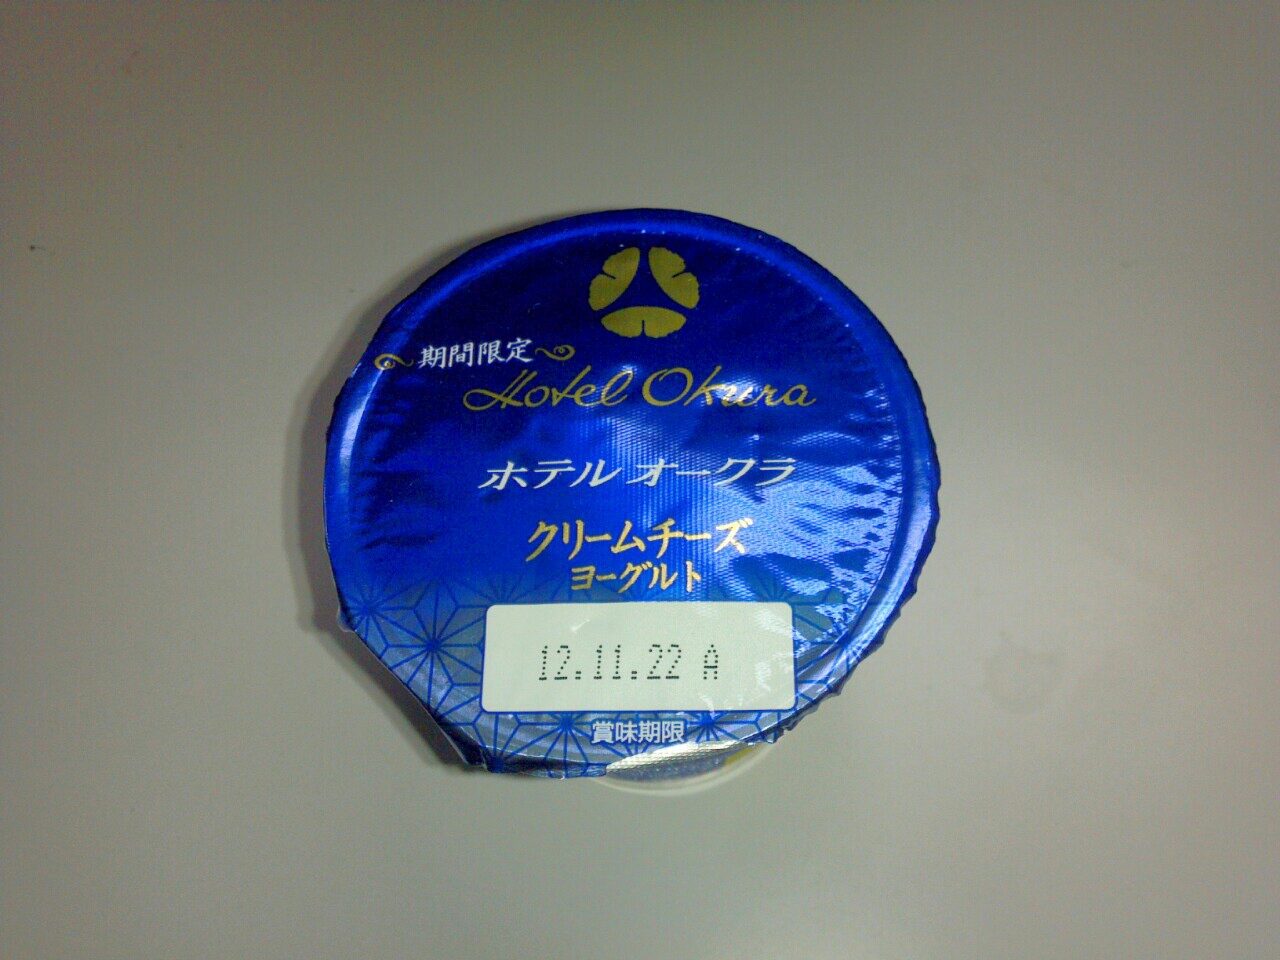 期間限定
Hotel Okura
ホテル オークラ
クリームチーズ
ヨーグルト
12.11.22 A
賞味期限